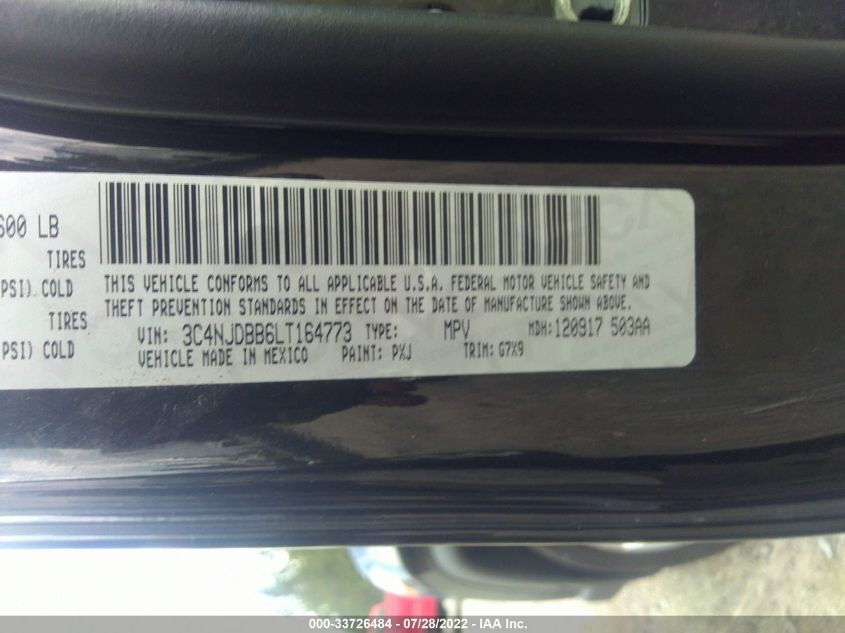 600 LB
TIRES
PSI) COLD
TIRES
PSI) COLD
THIS VEHICLE CONFORMS TO ALL APPLICABLE U.S.A. FEDERAL MOTOR VEHICLE SAFETY AND
THEFT PREVENTION STANDARDS IN EFFECT ON THE DATE OF MANUFACTURE SHOWN ABOVE.
VIN: 3C4NJDBB6LT164773 TYPE: MPV MDH: 120917 503AA
VEHICLE MADE IN MEXICO PAINT: PXJ TRIM: G7X9
000-33726484 - 07/28/2022 - IAA Inc.